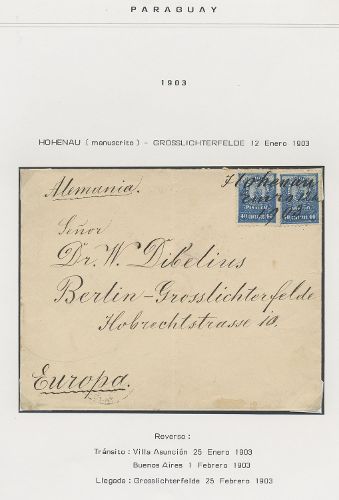 PARAGUAY
1903
HOHENAU (manuscrito) - GROSSLICHTERFELDE 12 Enero 1903
Alemania.
Hohenau
Señor
Dr. W. Dibelius
Berlin-Grosslichterfelde
Hobrechtstrasse 10.
Europa.
Reverso:
Tránsito: Villa Asunción 25 Enero 1903
Buenos Aires 1 Febrero 1903
Llegada: Grosslichterfelde 25 Febrero 1903